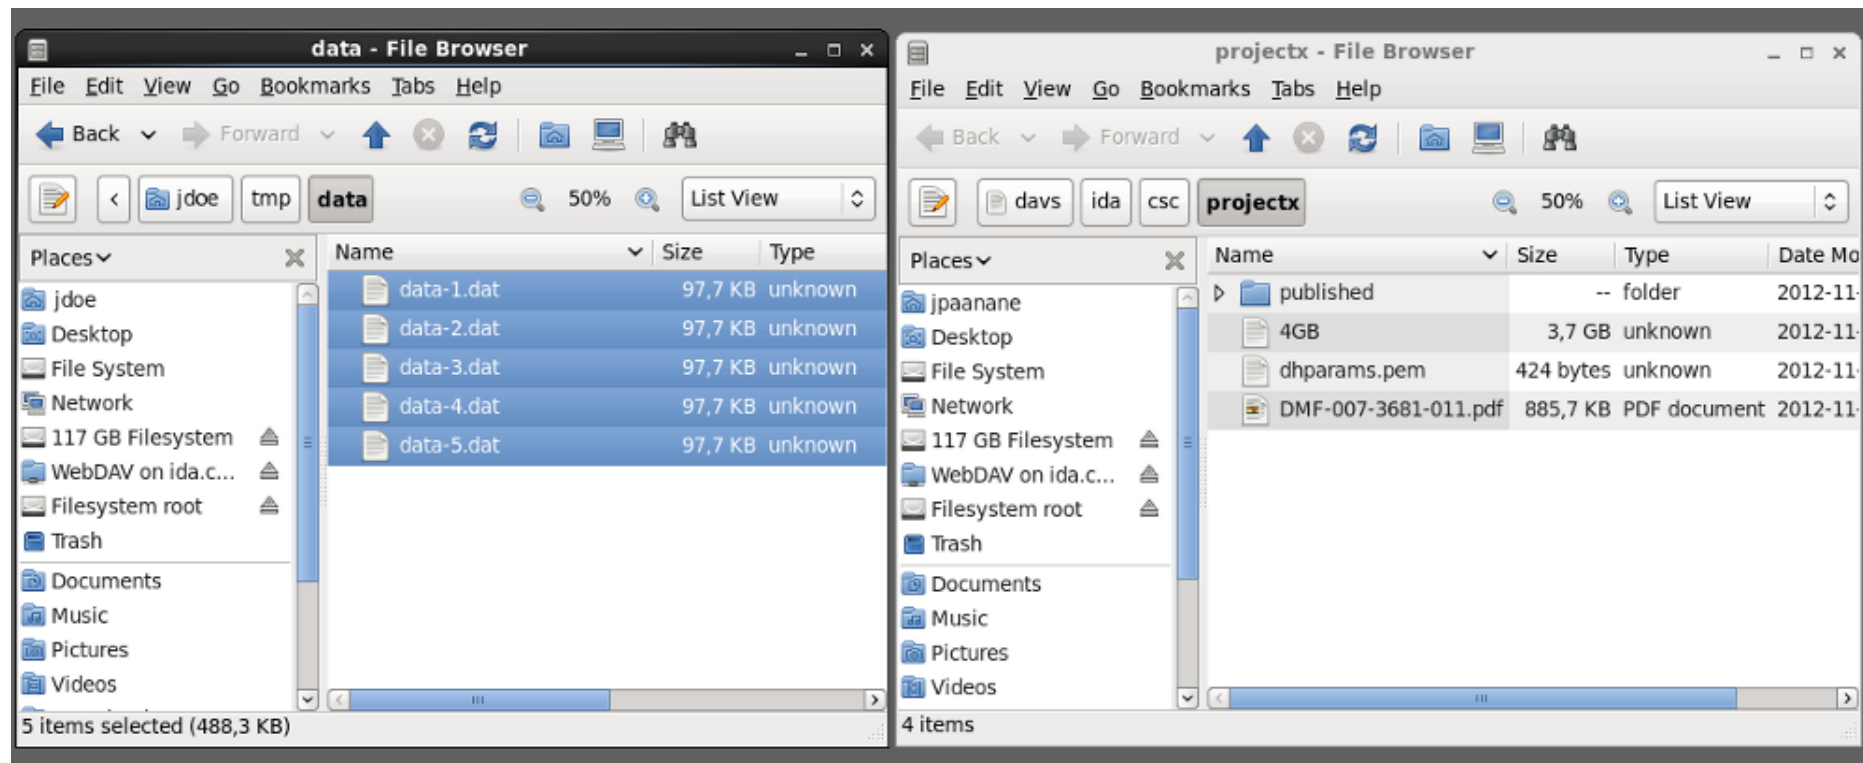 data - File Browser
File Edit View Go Bookmarks Tabs Help
Back Forward
< jdoe tmp data 50% List View
Places
Name Size Type
jdoe
Desktop
File System
Network
117 GB Filesystem
WebDAV on ida.c...
Filesystem root
Trash
Documents
Music
Pictures
Videos
data-1.dat 97,7 KB unknown
data-2.dat 97,7 KB unknown
data-3.dat 97,7 KB unknown
data-4.dat 97,7 KB unknown
data-5.dat 97,7 KB unknown
5 items selected (488,3 KB)
projectx - File Browser
File Edit View Go Bookmarks Tabs Help
Back Forward
davs ida csc projectx 50% List View
Places
Name Size Type Date Mo
jpaanane
Desktop
File System
Network
117 GB Filesystem
WebDAV on ida.c...
Filesystem root
Trash
Documents
Music
Pictures
Videos
published -- folder 2012-11-
4GB 3,7 GB unknown 2012-11-
dhparams.pem 424 bytes unknown 2012-11-
DMF-007-3681-011.pdf 885,7 KB PDF document 2012-11-
4 items